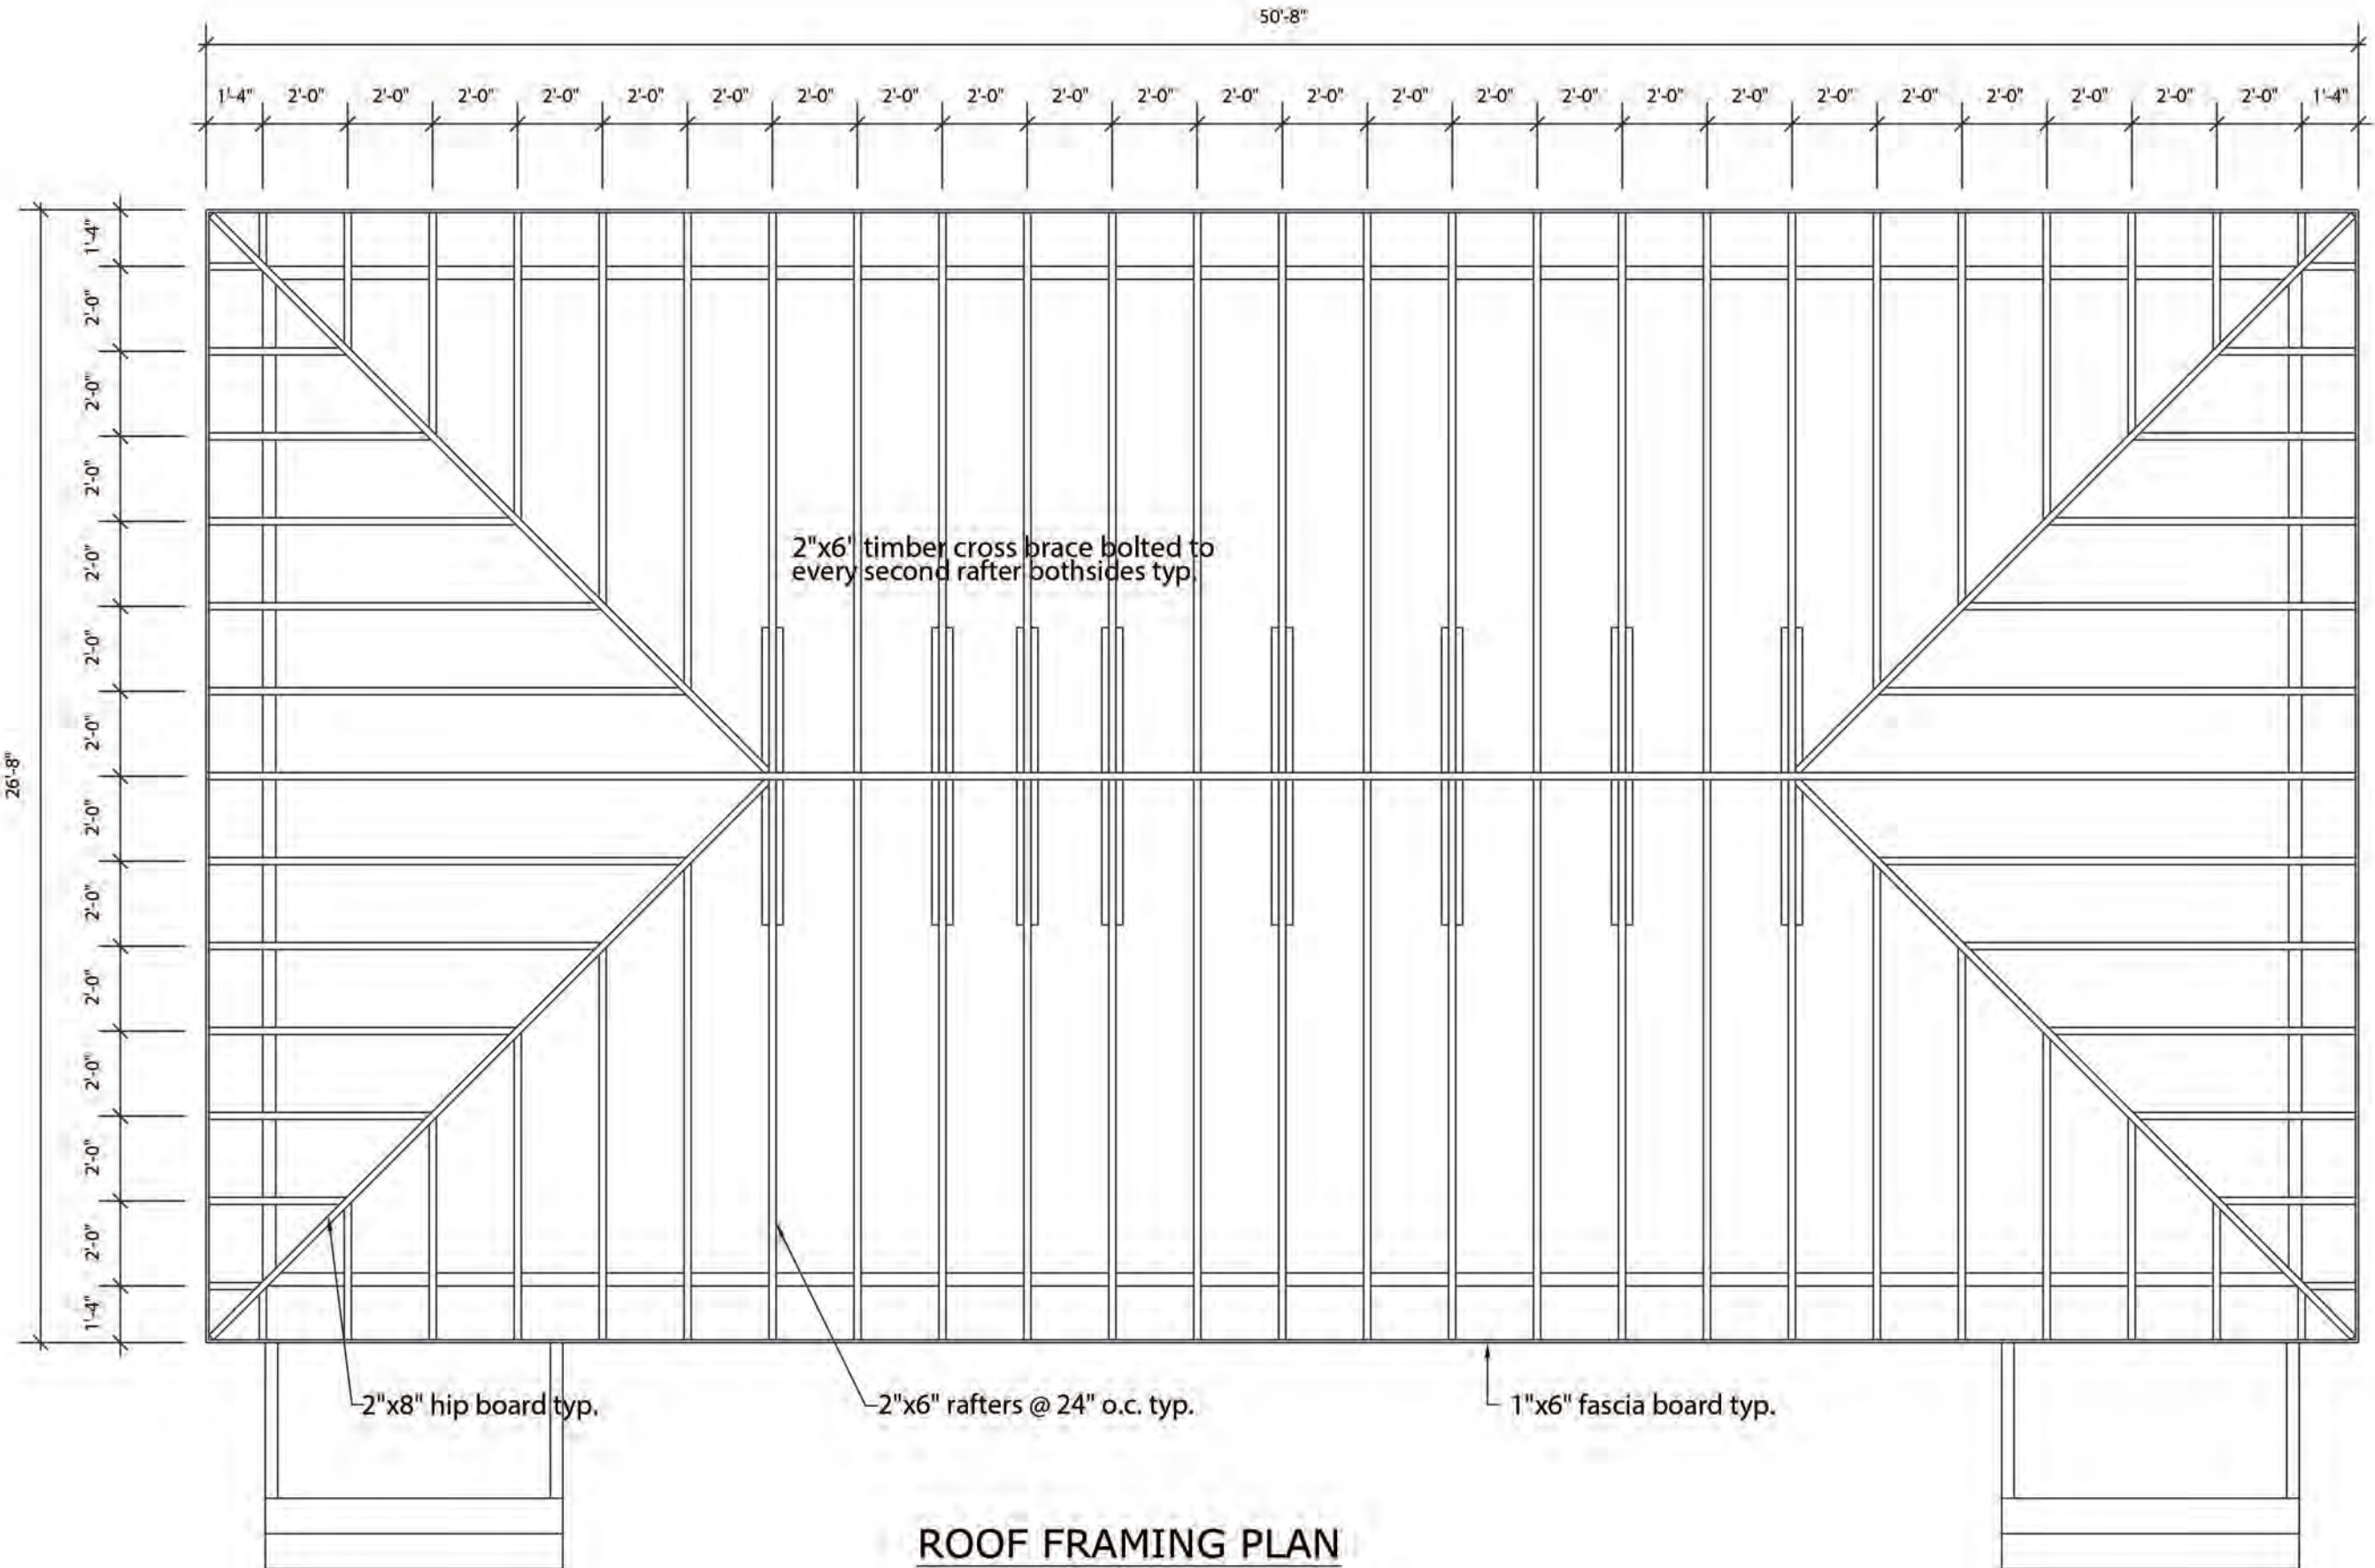 50'-8"
1'-4" 2'-0" 2'-0" 2'-0" 2'-0" 2'-0" 2'-0" 2'-0" 2'-0" 2'-0" 2'-0" 2'-0" 2'-0" 2'-0" 2'-0" 2'-0" 2'-0" 2'-0" 2'-0" 2'-0" 2'-0" 2'-0" 2'-0" 2'-0" 2'-0" 1'-4"
26'-8"
1'-4"
2'-0"
2'-0"
2'-0"
2'-0"
2'-0"
2'-0"
2'-0"
2'-0"
2'-0"
2'-0"
2'-0"
2'-0"
1'-4"
2"x6" timber cross brace bolted to
every second rafter bothsides typ.
2"x8" hip board typ.
2"x6" rafters @ 24" o.c. typ.
1"x6" fascia board typ.
ROOF FRAMING PLAN